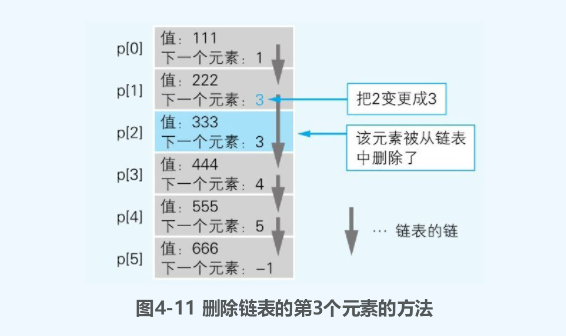 p[0]
值：111
下一个元素：1
p[1]
值：222
下一个元素：3
把2变更成3
p[2]
值：333
下一个元素：3
该元素被从链表
中删除了
p[3]
值：444
下一个元素：4
p[4]
值：555
下一个元素：5
… 链表的链
p[5]
值：666
下一个元素：-1
图4-11 删除链表的第3个元素的方法